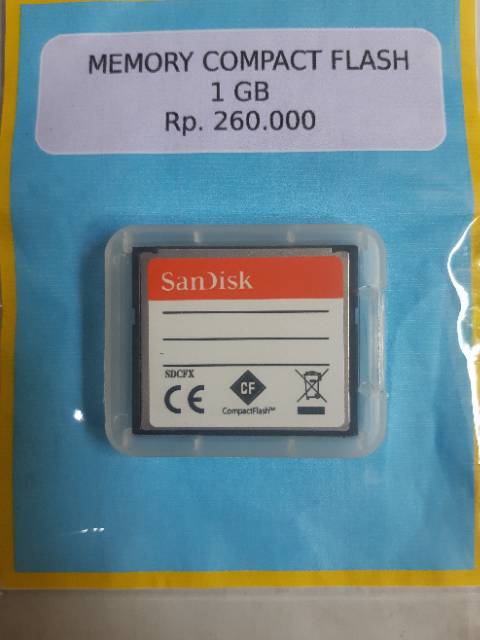 MEMORY COMPACT FLASH
1 GB
Rp. 260.000
SanDisk
SDCFX
CE
CF
CompactFlash™